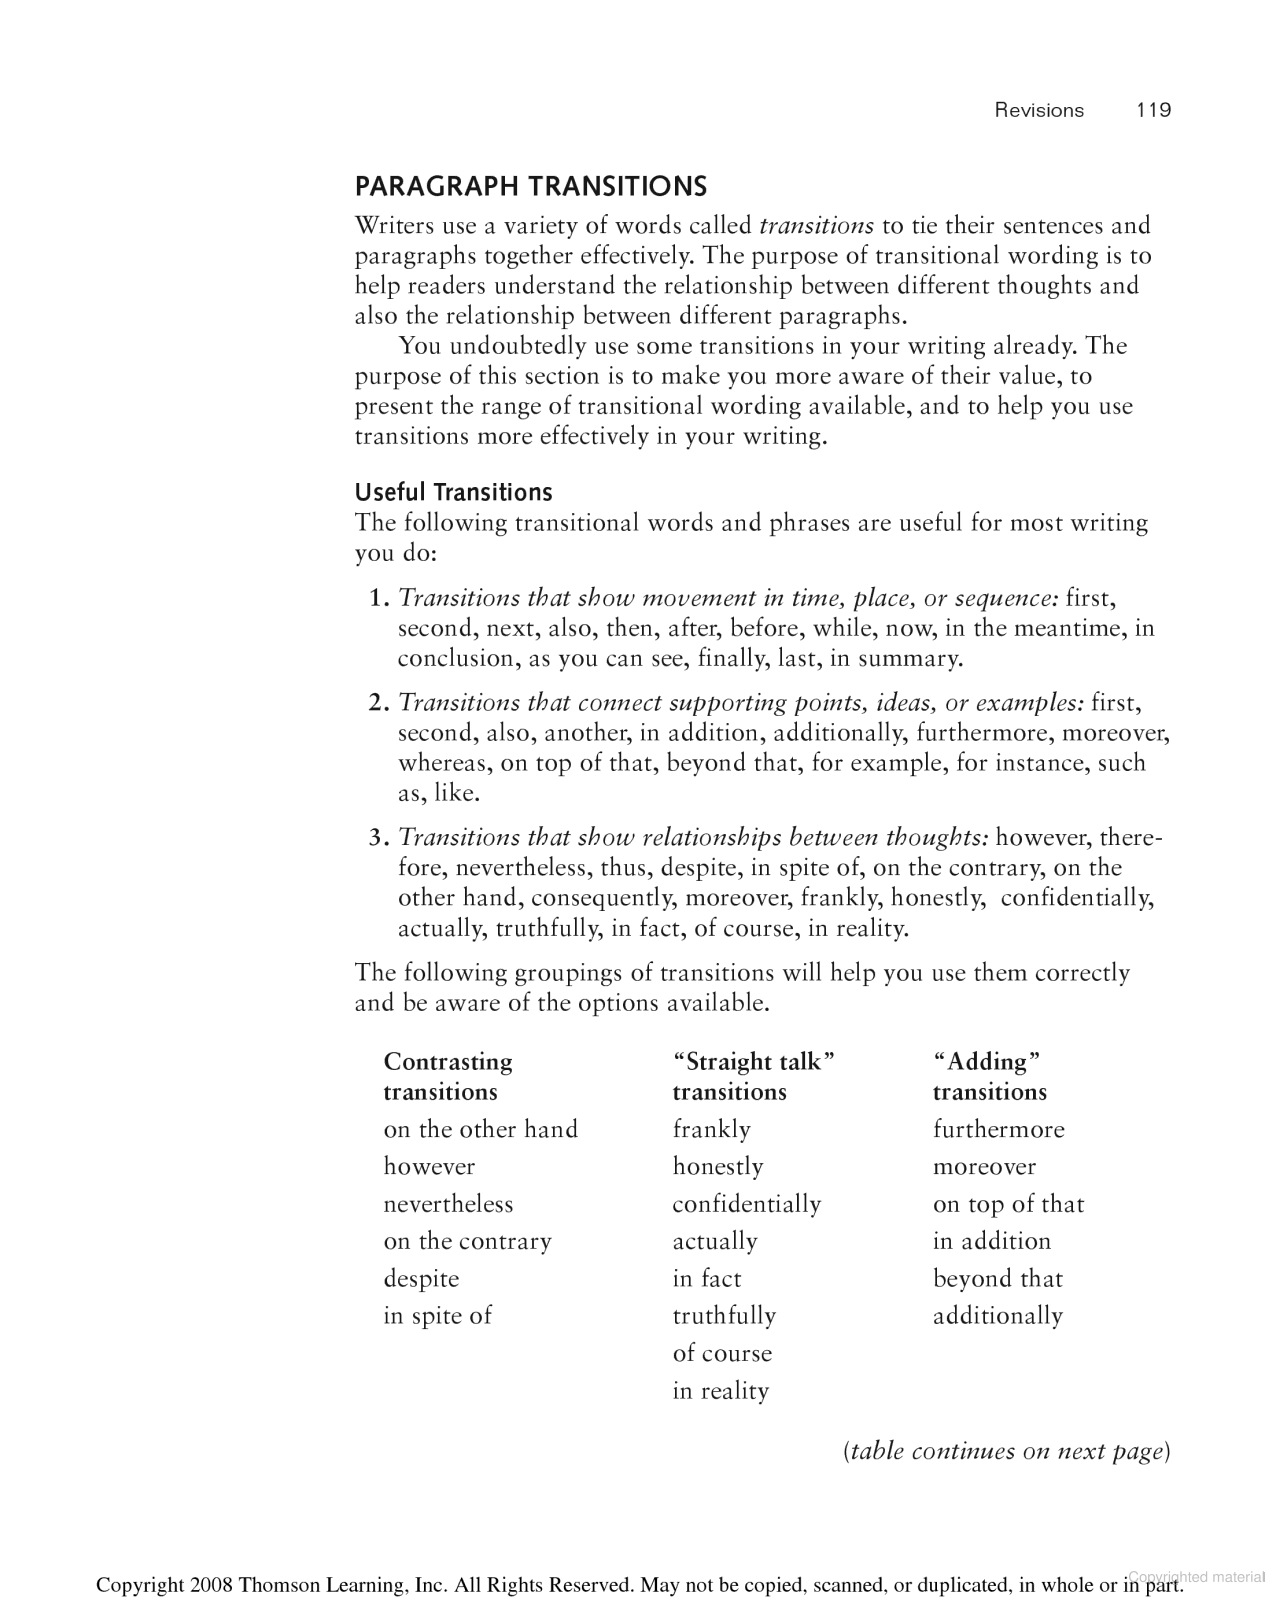 Revisions 119
PARAGRAPH TRANSITIONS
Writers use a variety of words called transitions to tie their sentences and
paragraphs together effectively. The purpose of transitional wording is to
help readers understand the relationship between different thoughts and
also the relationship between different paragraphs.
You undoubtedly use some transitions in your writing already. The
purpose of this section is to make you more aware of their value, to
present the range of transitional wording available, and to help you use
transitions more effectively in your writing.
Useful Transitions
The following transitional words and phrases are useful for most writing
you do:
1. Transitions that show movement in time, place, or sequence: first,
second, next, also, then, after, before, while, now, in the meantime, in
conclusion, as you can see, finally, last, in summary.
2. Transitions that connect supporting points, ideas, or examples: first,
second, also, another, in addition, additionally, furthermore, moreover,
whereas, on top of that, beyond that, for example, for instance, such
as, like.
3. Transitions that show relationships between thoughts: however, there-
fore, nevertheless, thus, despite, in spite of, on the contrary, on the
other hand, consequently, moreover, frankly, honestly, confidentially,
actually, truthfully, in fact, of course, in reality.
The following groupings of transitions will help you use them correctly
and be aware of the options available.
Contrasting “Straight talk” “Adding”
transitions transitions transitions
on the other hand frankly furthermore
however honestly moreover
nevertheless confidentially on top of that
on the contrary actually in addition
despite in fact beyond that
in spite of truthfully additionally
of course
in reality
(table continues on next page)
Copyright 2008 Thomson Learning, Inc. All Rights Reserved. May not be copied, scanned, or duplicated, in whole or in part.
Copyrighted material